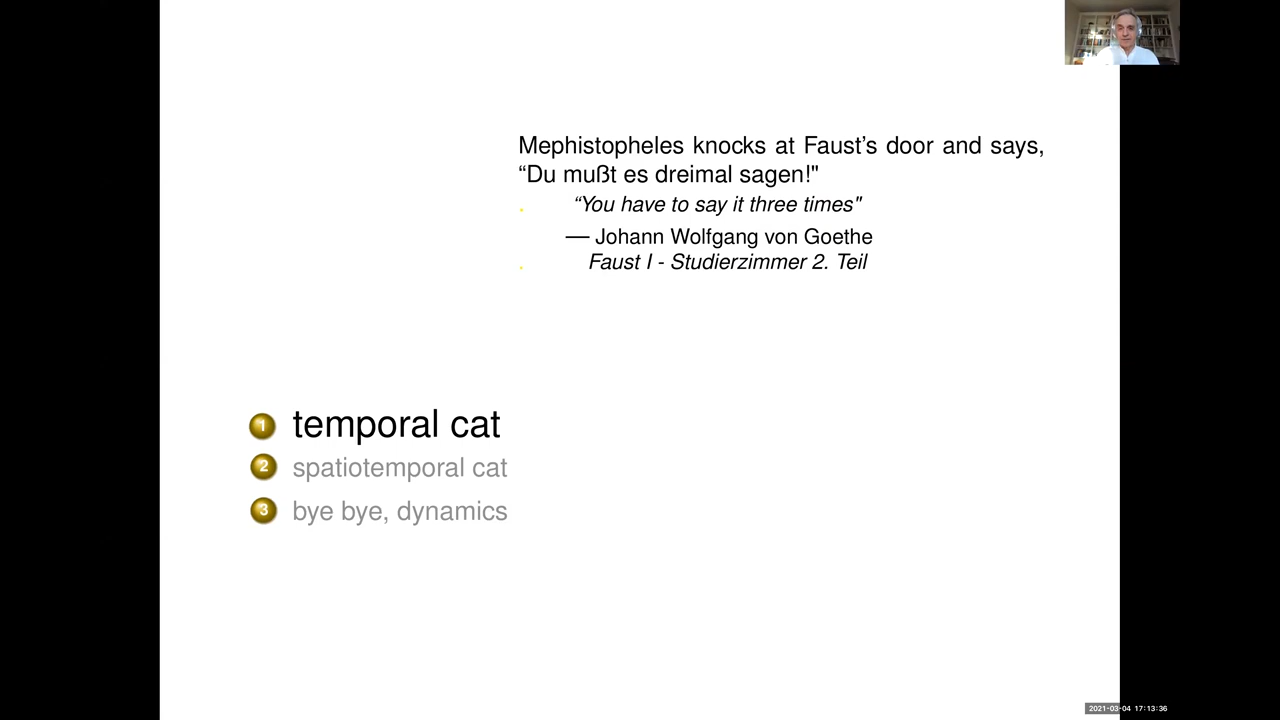 Mephistopheles knocks at Faust's door and says,
“Du mußt es dreimal sagen!"
“You have to say it three times"
— Johann Wolfgang von Goethe
Faust I - Studierzimmer 2. Teil
1 temporal cat
2 spatiotemporal cat
3 bye bye, dynamics
2021-03-04 17:13:36